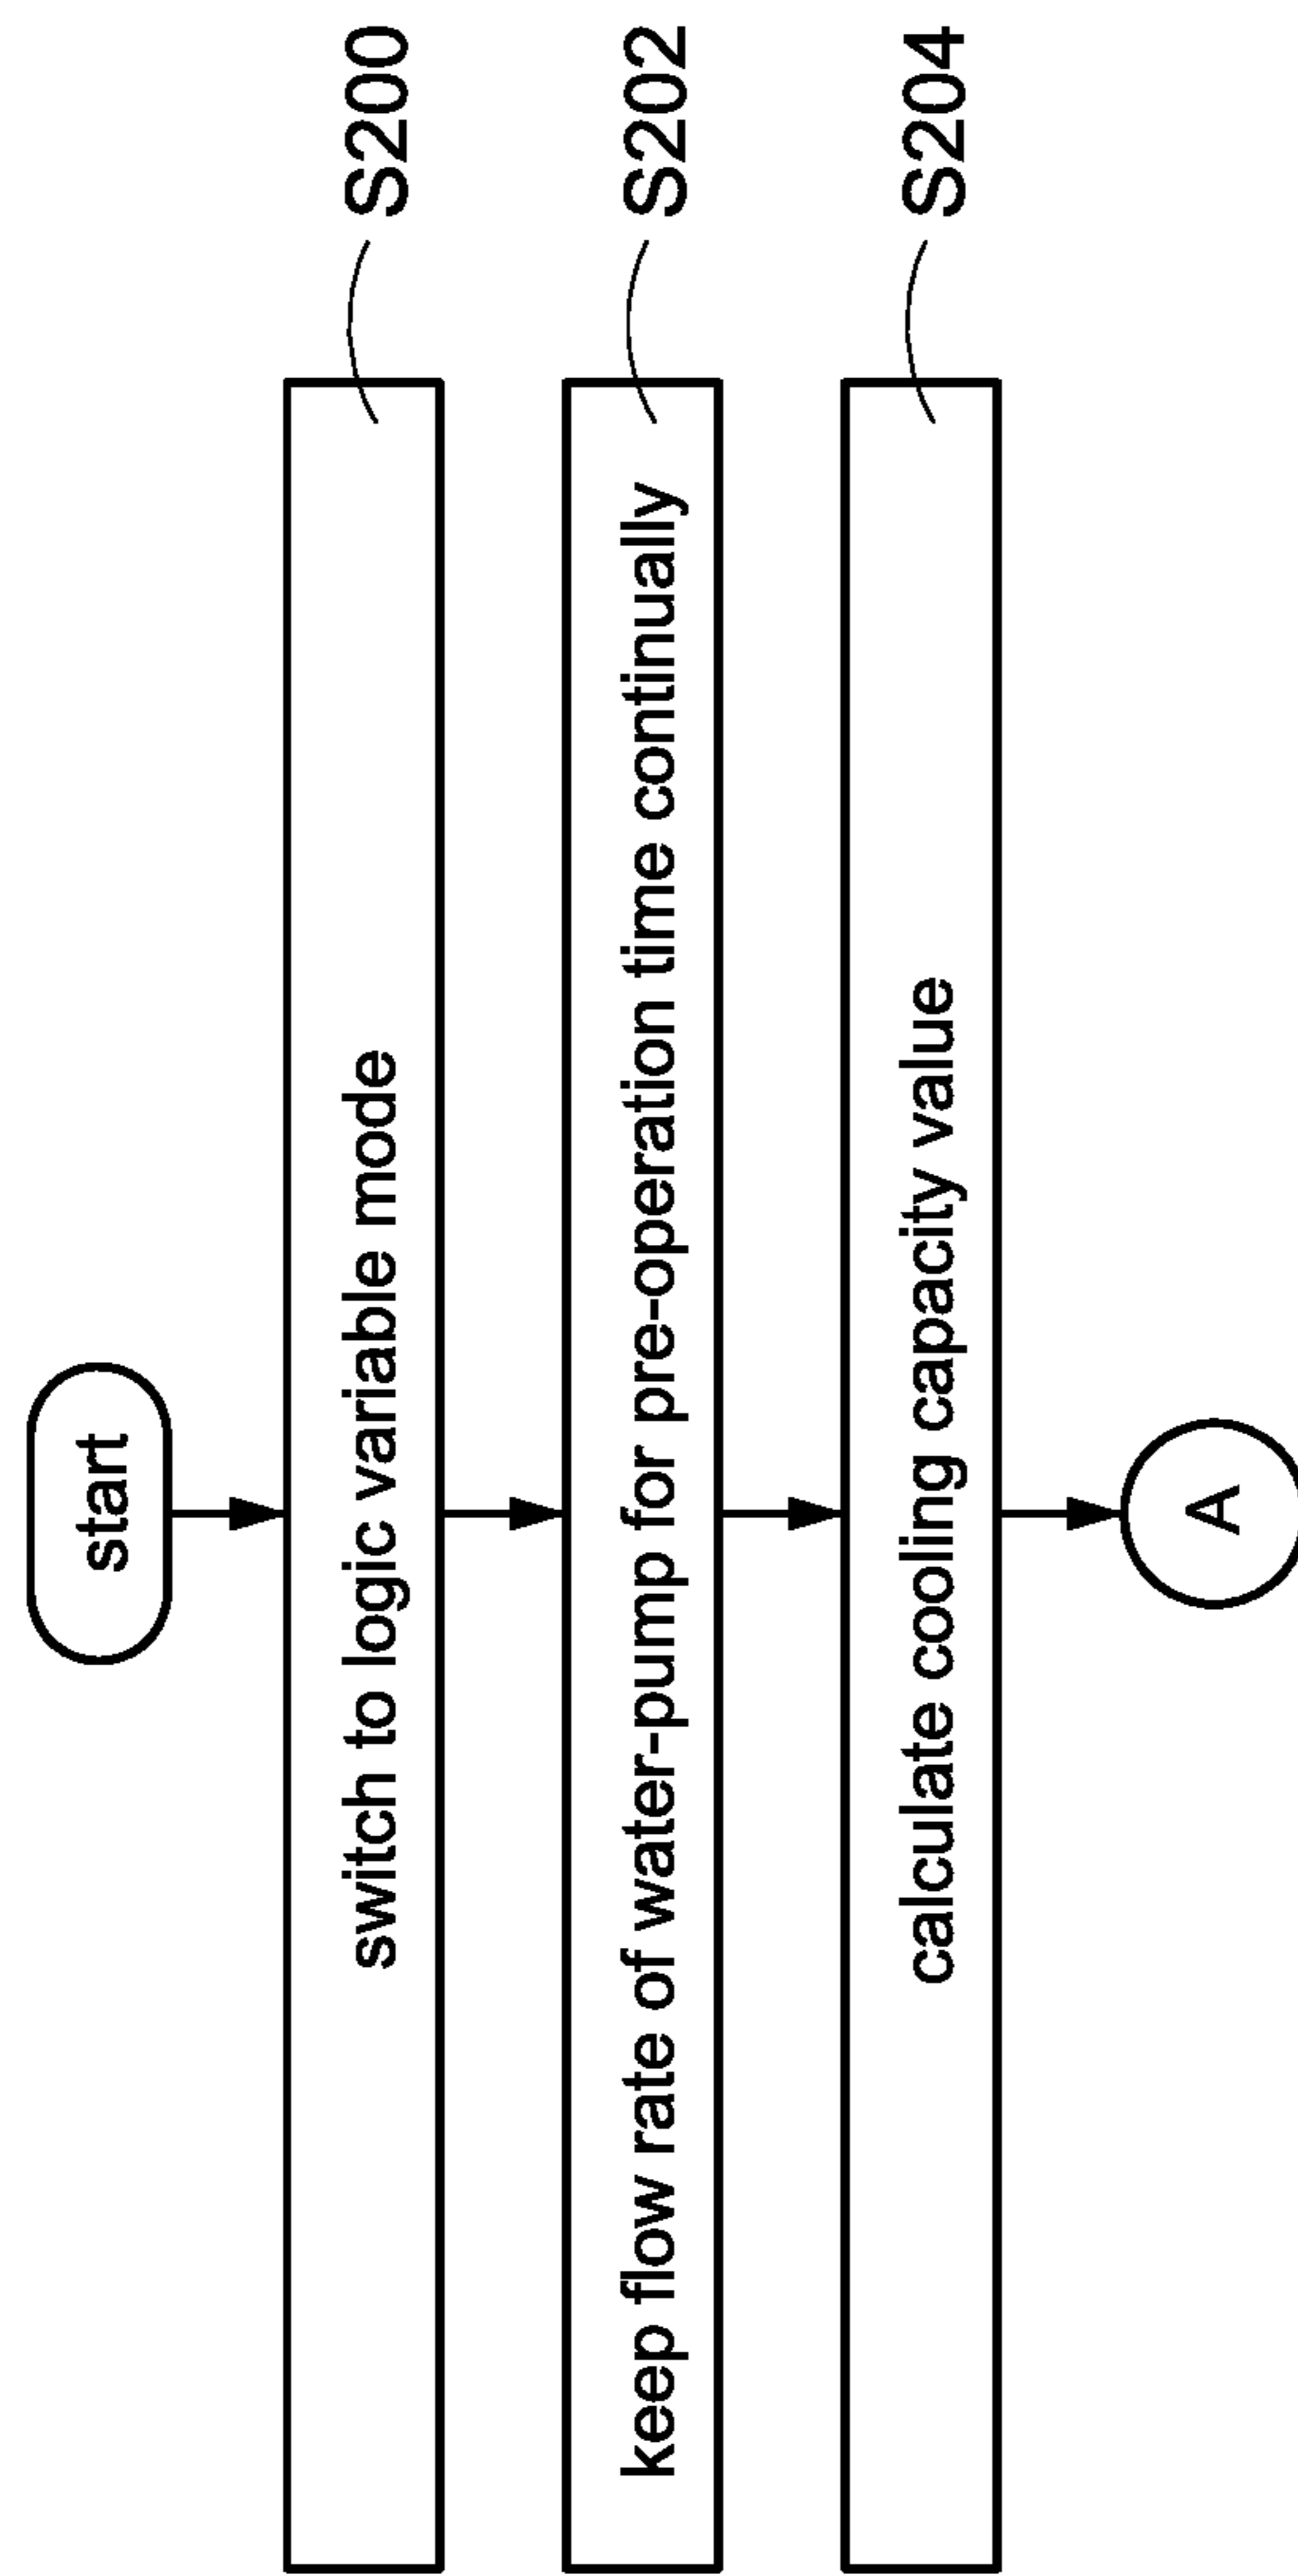 start
switch to logic variable mode
S200
keep flow rate of water-pump for pre-operation time continually
S202
calculate cooling capacity value
S204
A